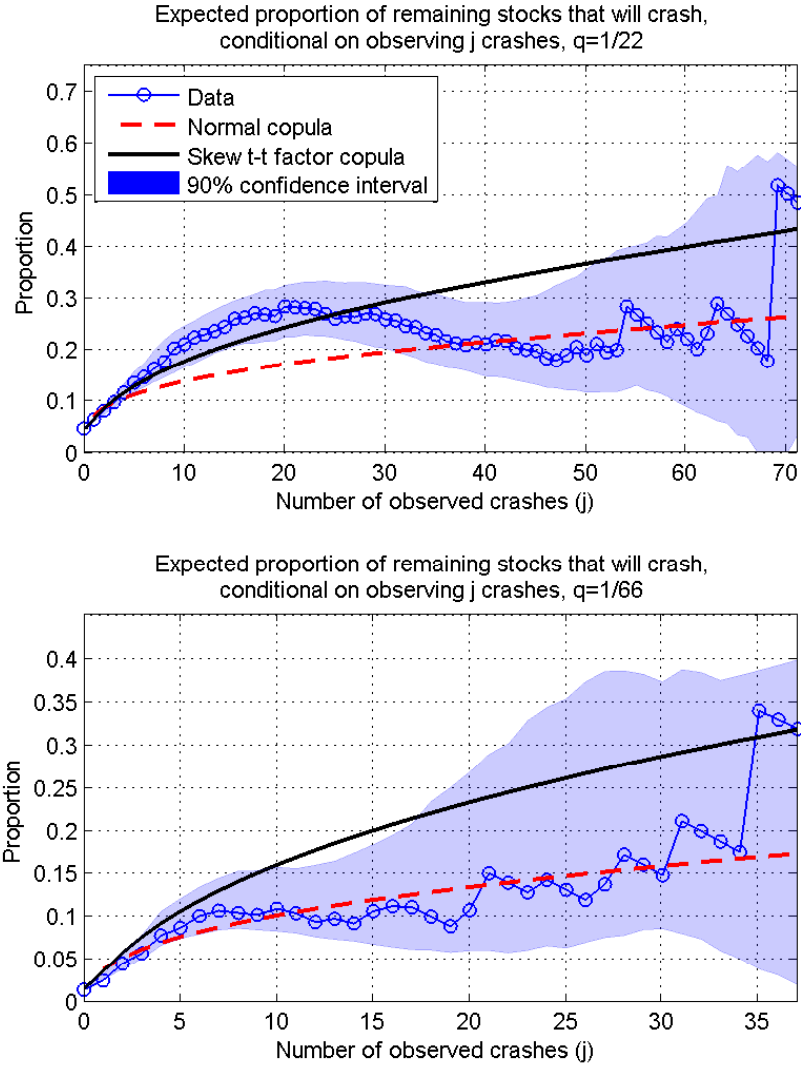 Expected proportion of remaining stocks that will crash,
conditional on observing j crashes, q=1/22
0.7
0.6
0.5
0.4
0.3
0.2
0.1
0
Proportion
Data
Normal copula
Skew t-t factor copula
90% confidence interval
0 10 20 30 40 50 60 70
Number of observed crashes (j)
Expected proportion of remaining stocks that will crash,
conditional on observing j crashes, q=1/66
0.4
0.35
0.3
0.25
0.2
0.15
0.1
0.05
0
Proportion
0 5 10 15 20 25 30 35
Number of observed crashes (j)